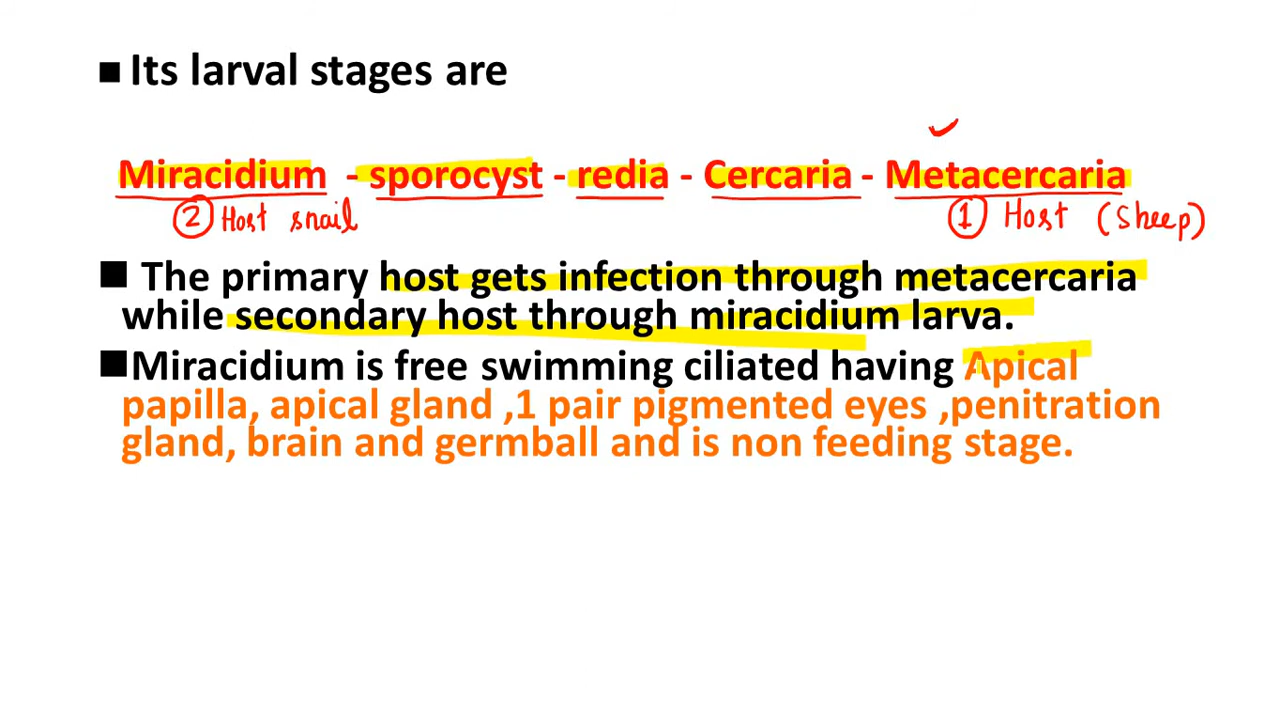 ■ Its larval stages are
Miracidium - sporocyst - redia - Cercaria - Metacercaria
② Host snail ① Host (Sheep)
■ The primary host gets infection through metacercaria
while secondary host through miracidium larva.
■Miracidium is free swimming ciliated having Apical
papilla, apical gland ,1 pair pigmented eyes ,penitration
gland, brain and germball and is non feeding stage.